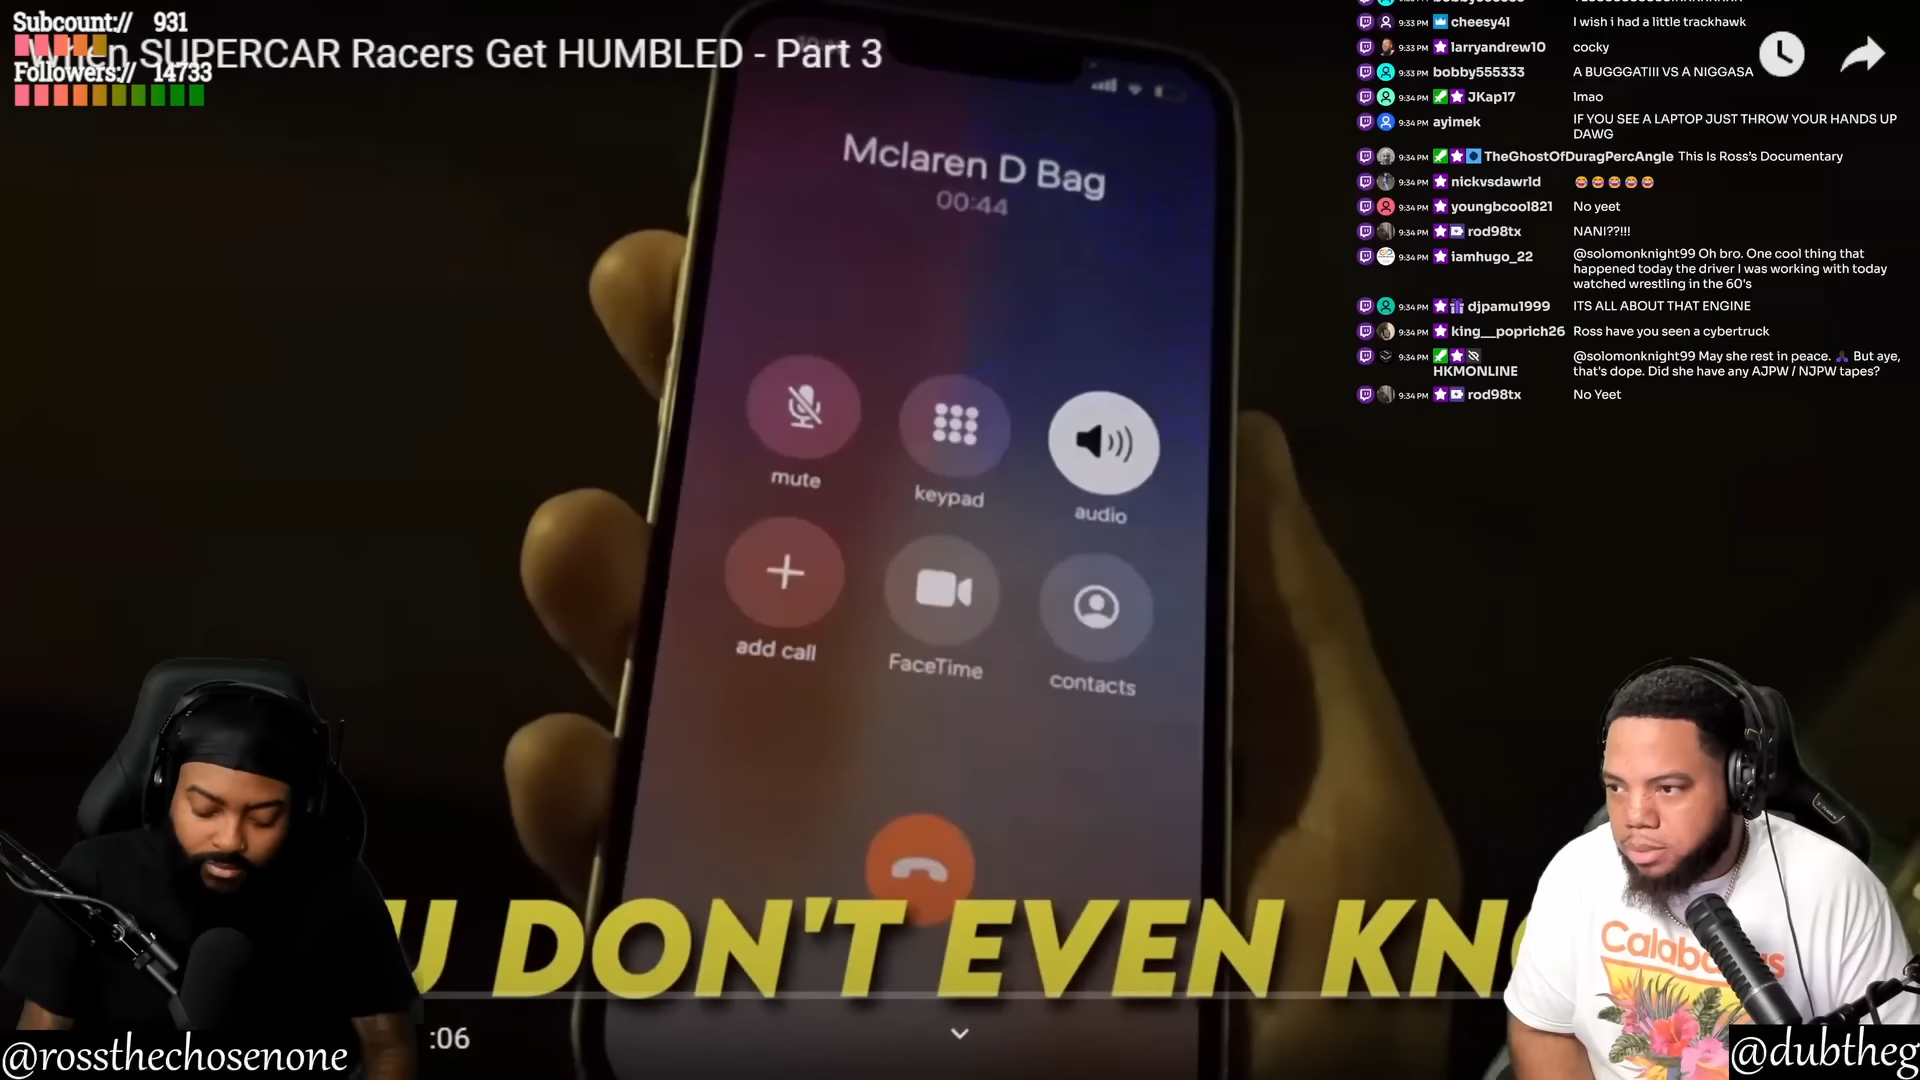 Subcount:// 931
When SUPERCAR Racers Get HUMBLED - Part 3
Followers:// 14733
Mclaren D Bag
00:44
mute
keypad
audio
add call
FaceTime
contacts
U DON'T EVEN KN
:06
@rossthechosenone
@dubtheg
Calaba
9:33 PM cheesy4l I wish i had a little trackhawk
9:33 PM larryandrew10 cocky
9:33 PM bobby555333 A BUGGGATIII VS A NIGGASA
9:34 PM JKap17 lmao
9:34 PM ayimek IF YOU SEE A LAPTOP JUST THROW YOUR HANDS UP
DAWG
9:34 PM TheGhostOfDuragPercAngle This Is Ross's Documentary
9:34 PM nickvsdawrld 😂😂😂😂😂
9:34 PM youngbcool821 No yeet
9:34 PM rod98tx NANI??!!!
9:34 PM iamhugo_22 @solomonknight99 Oh bro. One cool thing that
happened today the driver I was working with today
watched wrestling in the 60's
9:34 PM djpamu1999 ITS ALL ABOUT THAT ENGINE
9:34 PM king__poprich26 Ross have you seen a cybertruck
9:34 PM HKMONLINE @solomonknight99 May she rest in peace. 🙏🏿 But aye,
that's dope. Did she have any AJPW / NJPW tapes?
9:34 PM rod98tx No Yeet